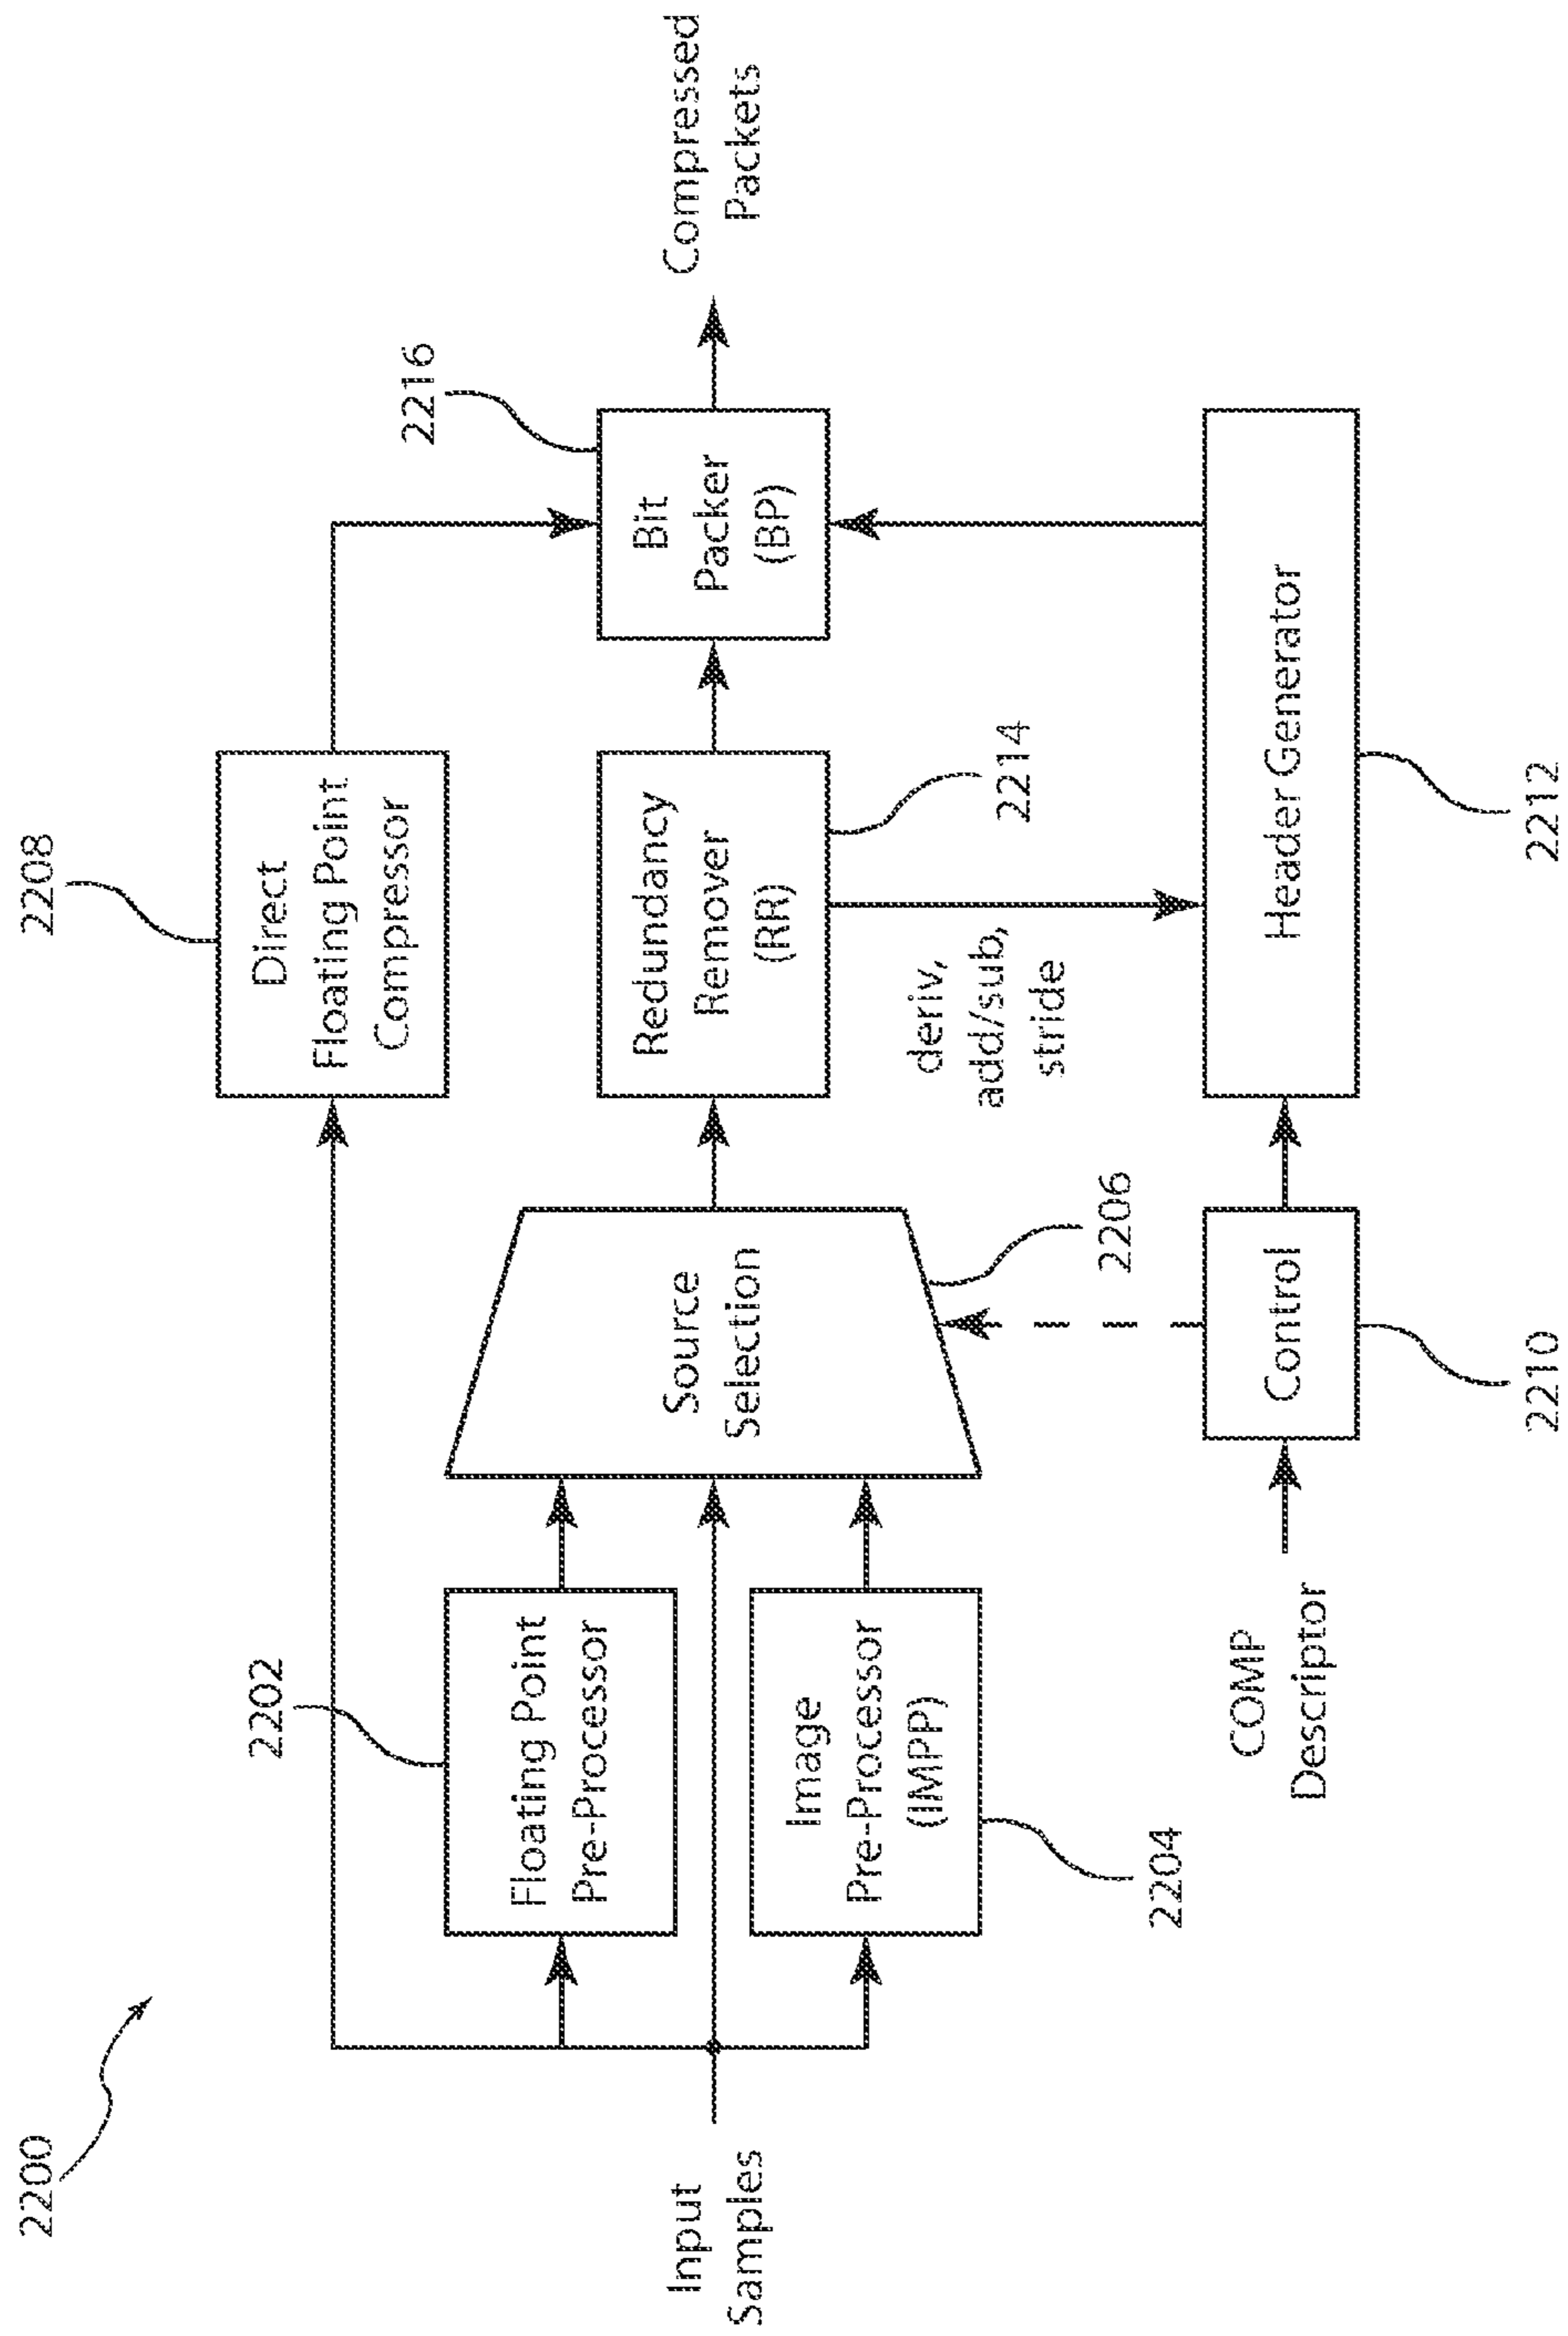 2200
2208
Direct
Floating Point
Compressor
2202
Floating Point
Pre-Processor
2216
Input
Samples
Source
Selection
Redundancy
Remover
(RR)
Bit
Packer
(BP)
Compressed
Packets
Image
Pre-Processor
(IMPP)
2204
2206
deriv,
add/sub,
stride
2214
COMP
Descriptor
Control
Header Generator
2210
2212